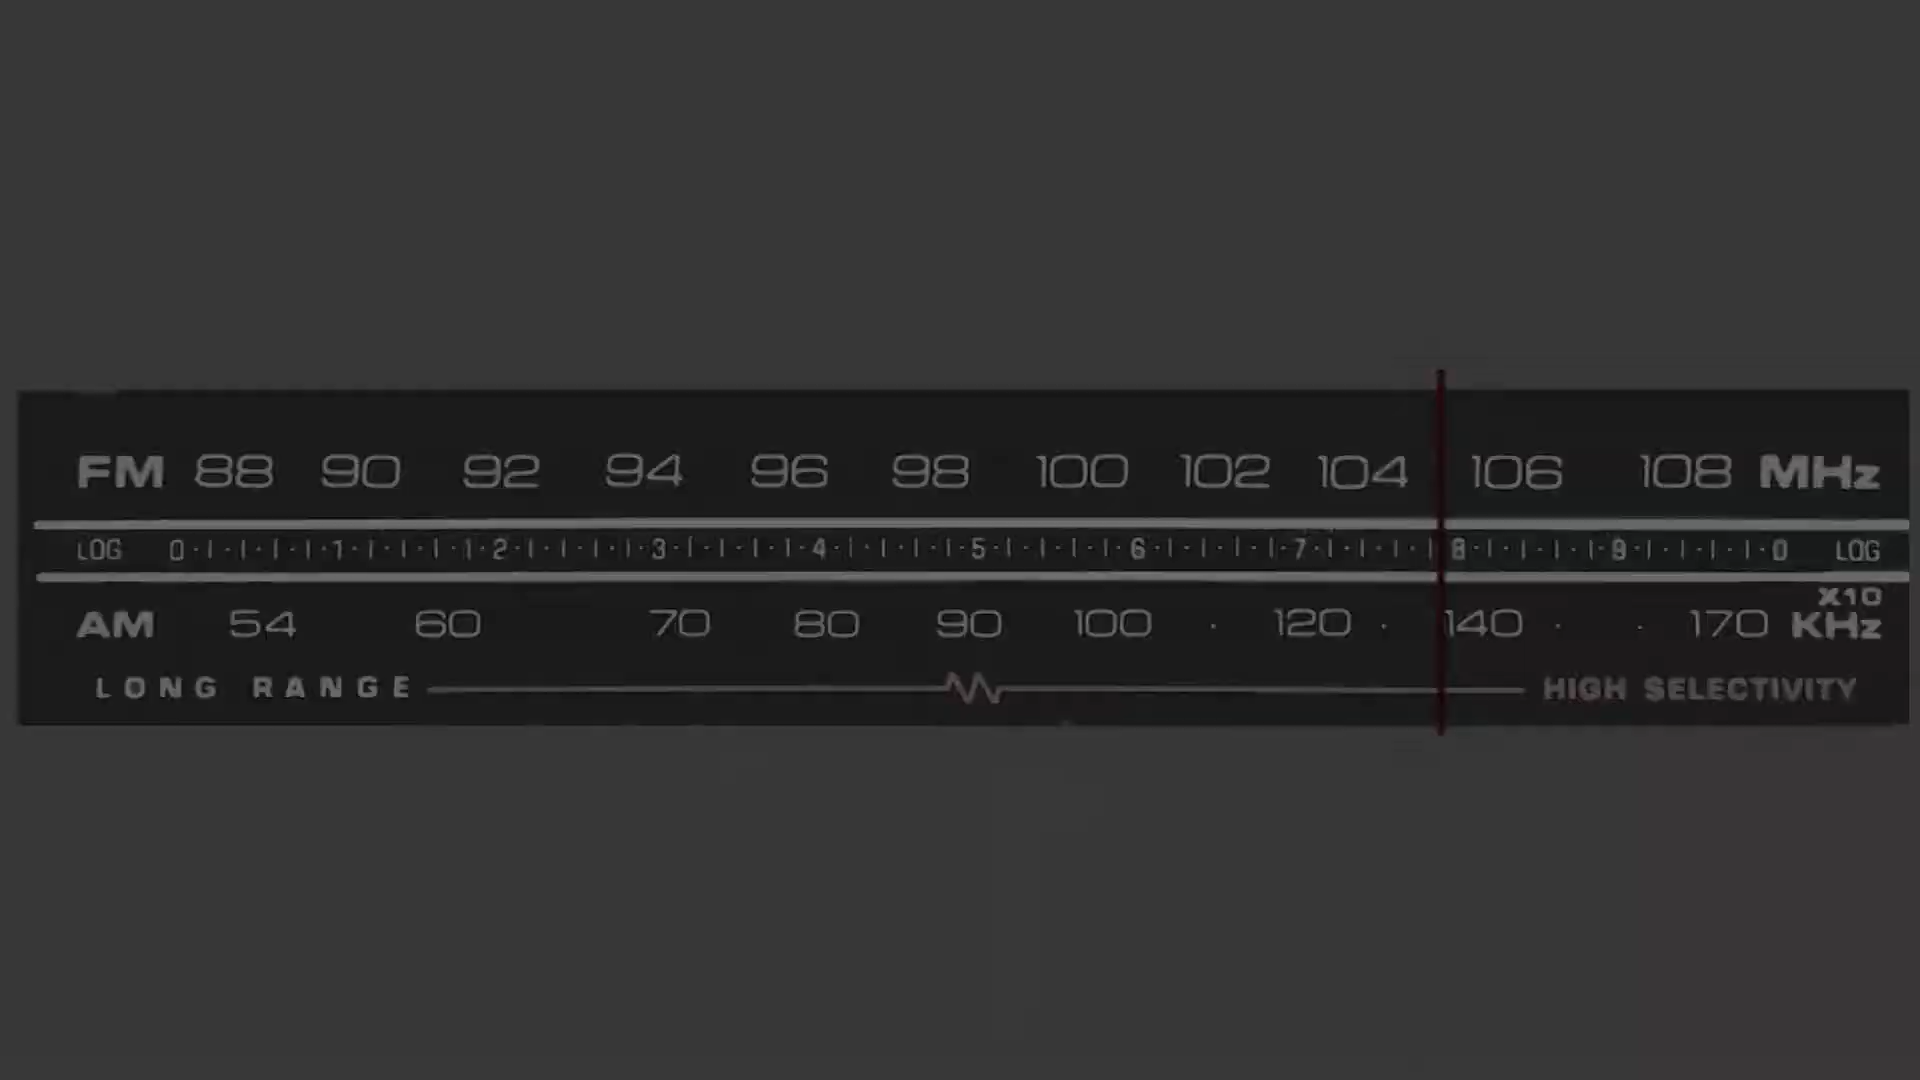 FM 88 90 92 94 96 98 100 102 104 106 108 MHz
LOG 0 1 2 3 4 5 6 7 8 9 0 LOG
X10
AM 54 60 70 80 90 100 120 140 170 KHz
LONG RANGE HIGH SELECTIVITY